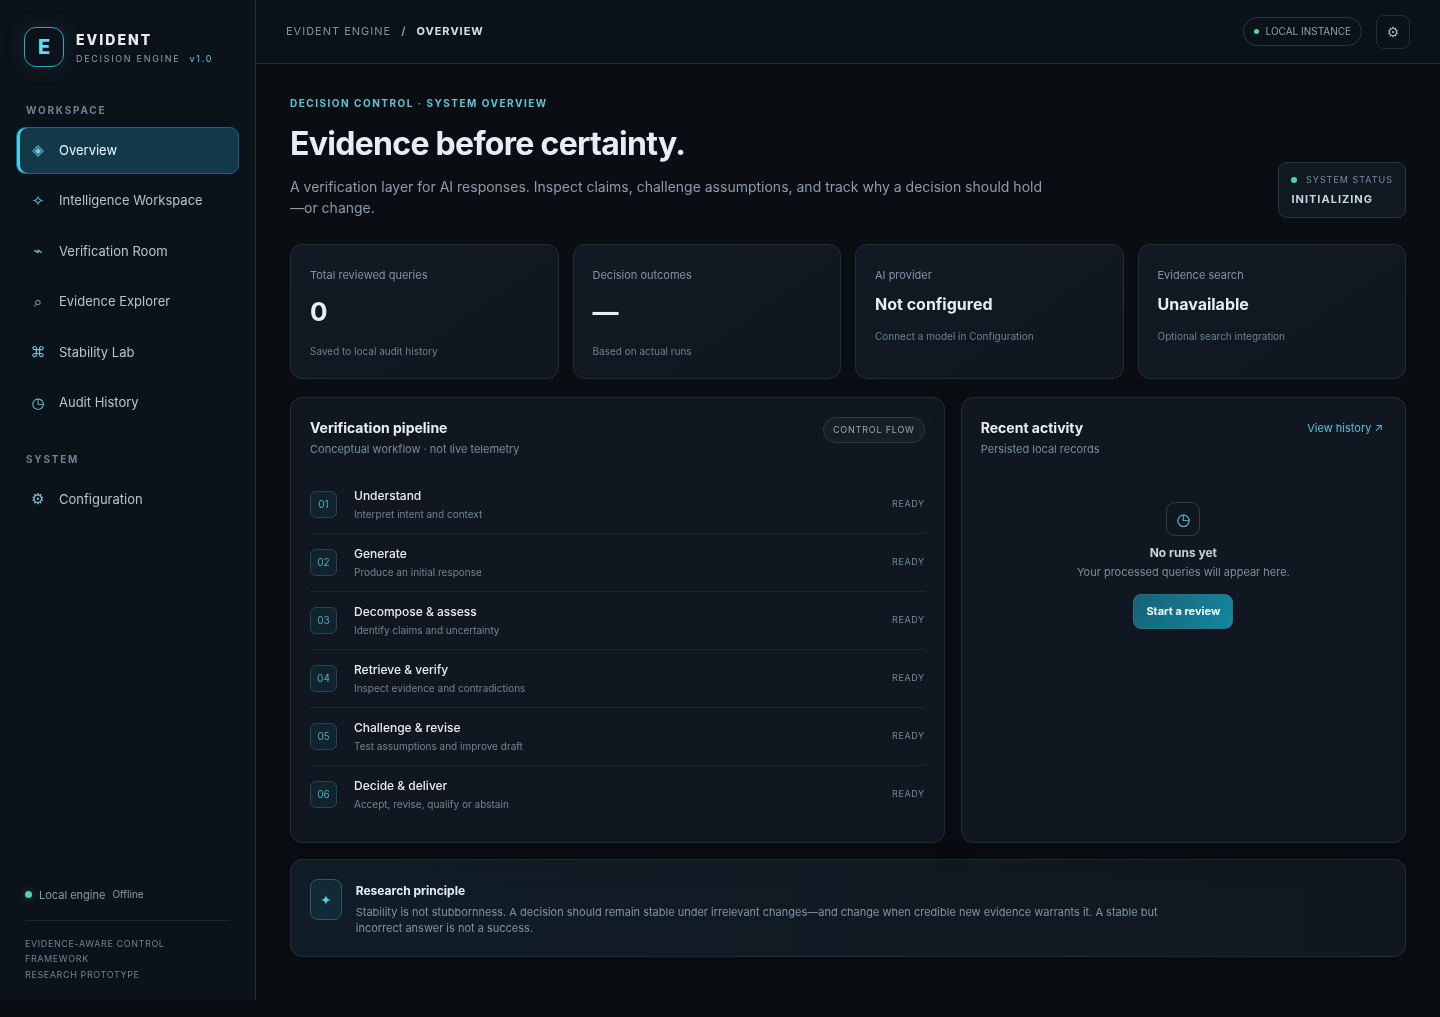 E
EVIDENT
DECISION ENGINE v1.0
WORKSPACE
Overview
Intelligence Workspace
Verification Room
Evidence Explorer
Stability Lab
Audit History
SYSTEM
Configuration
Local engine Offline
EVIDENCE-AWARE CONTROL
FRAMEWORK
RESEARCH PROTOTYPE
EVIDENT ENGINE / OVERVIEW
LOCAL INSTANCE
DECISION CONTROL · SYSTEM OVERVIEW
Evidence before certainty.
A verification layer for AI responses. Inspect claims, challenge assumptions, and track why a decision should hold
—or change.
SYSTEM STATUS
INITIALIZING
Total reviewed queries
0
Saved to local audit history
Decision outcomes
—
Based on actual runs
AI provider
Not configured
Connect a model in Configuration
Evidence search
Unavailable
Optional search integration
Verification pipeline
Conceptual workflow · not live telemetry
CONTROL FLOW
01 Understand READY
Interpret intent and context
02 Generate READY
Produce an initial response
03 Decompose & assess READY
Identify claims and uncertainty
04 Retrieve & verify READY
Inspect evidence and contradictions
05 Challenge & revise READY
Test assumptions and improve draft
06 Decide & deliver READY
Accept, revise, qualify or abstain
Recent activity
Persisted local records
View history ↗
No runs yet
Your processed queries will appear here.
Start a review
Research principle
Stability is not stubbornness. A decision should remain stable under irrelevant changes—and change when credible new evidence warrants it. A stable but
incorrect answer is not a success.